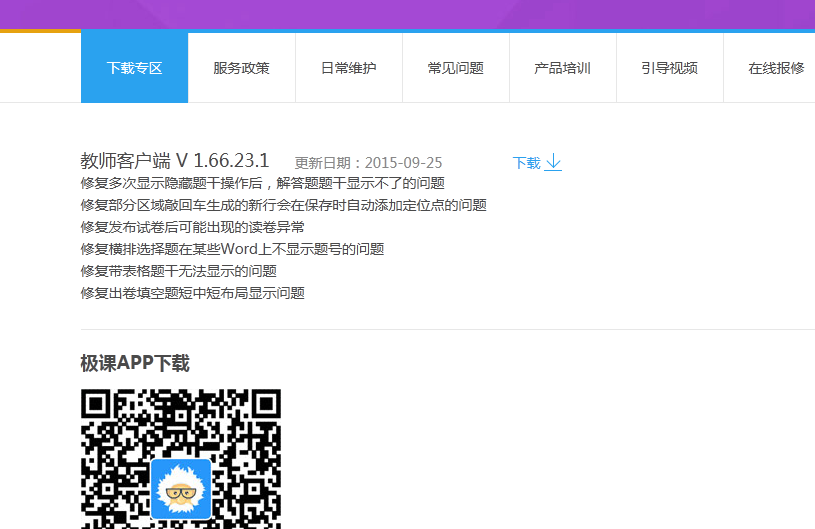 下载专区 服务政策 日常维护 常见问题 产品培训 引导视频 在线报修
教师客户端 V 1.66.23.1 更新日期：2015-09-25 下载
修复多次显示隐藏题干操作后，解答题题干显示不了的问题
修复部分区域敲回车生成的新行会在保存时自动添加定位点的问题
修复发布试卷后可能出现的读卷异常
修复横排选择题在某些Word上不显示题号的问题
修复带表格题干无法显示的问题
修复出卷填空题短中短布局显示问题
极课APP下载